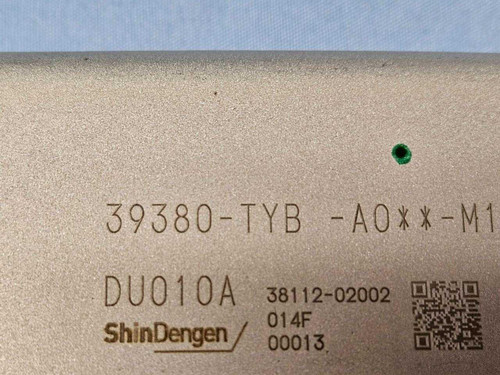 39380-TYB -A0**-M1
DU010A 38112-02002
ShinDengen 014F
00013